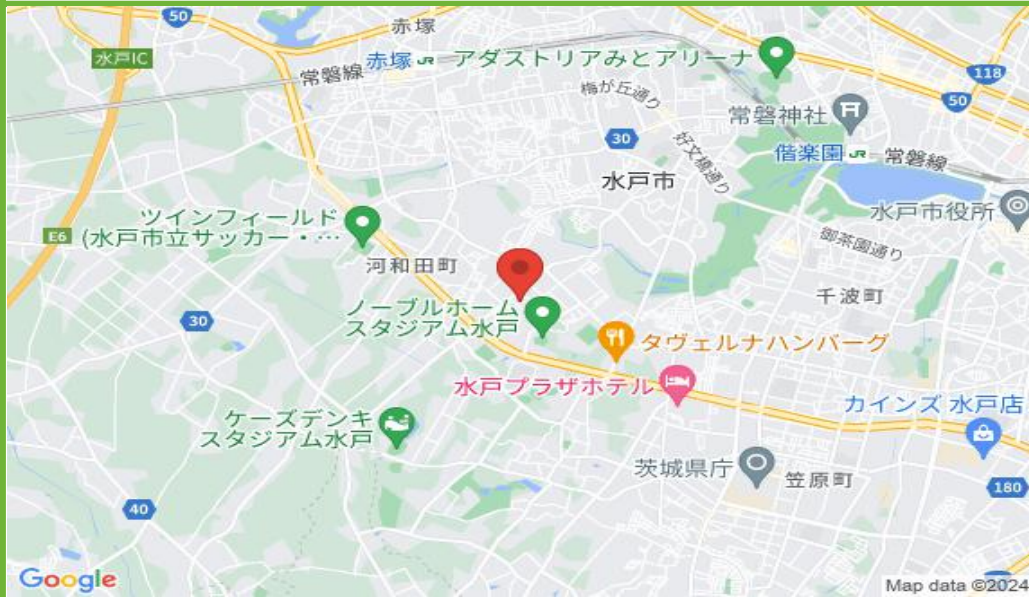 50
赤塚
水戸IC
常磐線
赤塚 JR
アダストリアみとアリーナ
118
50
梅が丘通り
常磐神社
30
好文橋通り
偕楽園 JR
常磐線
水戸市
水戸市役所
ツインフィールド
(水戸市立サッカー・…
E6
御茶園通り
河和田町
千波町
ノーブルホーム
スタジアム水戸
30
タヴェルナハンバーグ
水戸プラザホテル
カインズ 水戸店
ケーズデンキ
スタジアム水戸
茨城県庁
笠原町
180
40
Google
Map data ©2024